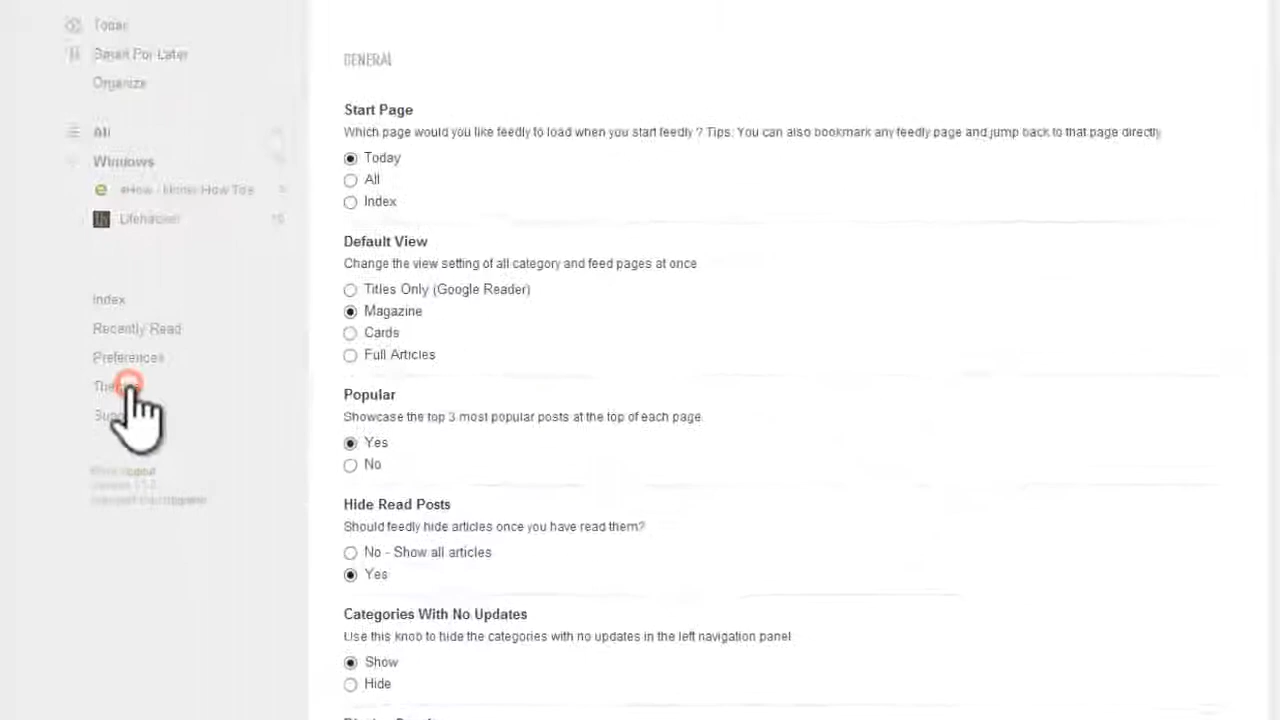 Today
Saved For Later
Organize
All
Windows
Lifehacker
Index
Recently Read
Preferences
GENERAL
Start Page
Which page would you like feedly to load when you start feedly ? Tips: You can also bookmark any feedly page and jump back to that page directly
Today
All
Index
Default View
Change the view setting of all category and feed pages at once
Titles Only (Google Reader)
Magazine
Cards
Full Articles
Popular
Showcase the top 3 most popular posts at the top of each page
Yes
No
Hide Read Posts
Should feedly hide articles once you have read them?
No - Show all articles
Yes
Categories With No Updates
Use this knob to hide the categories with no updates in the left navigation panel
Show
Hide